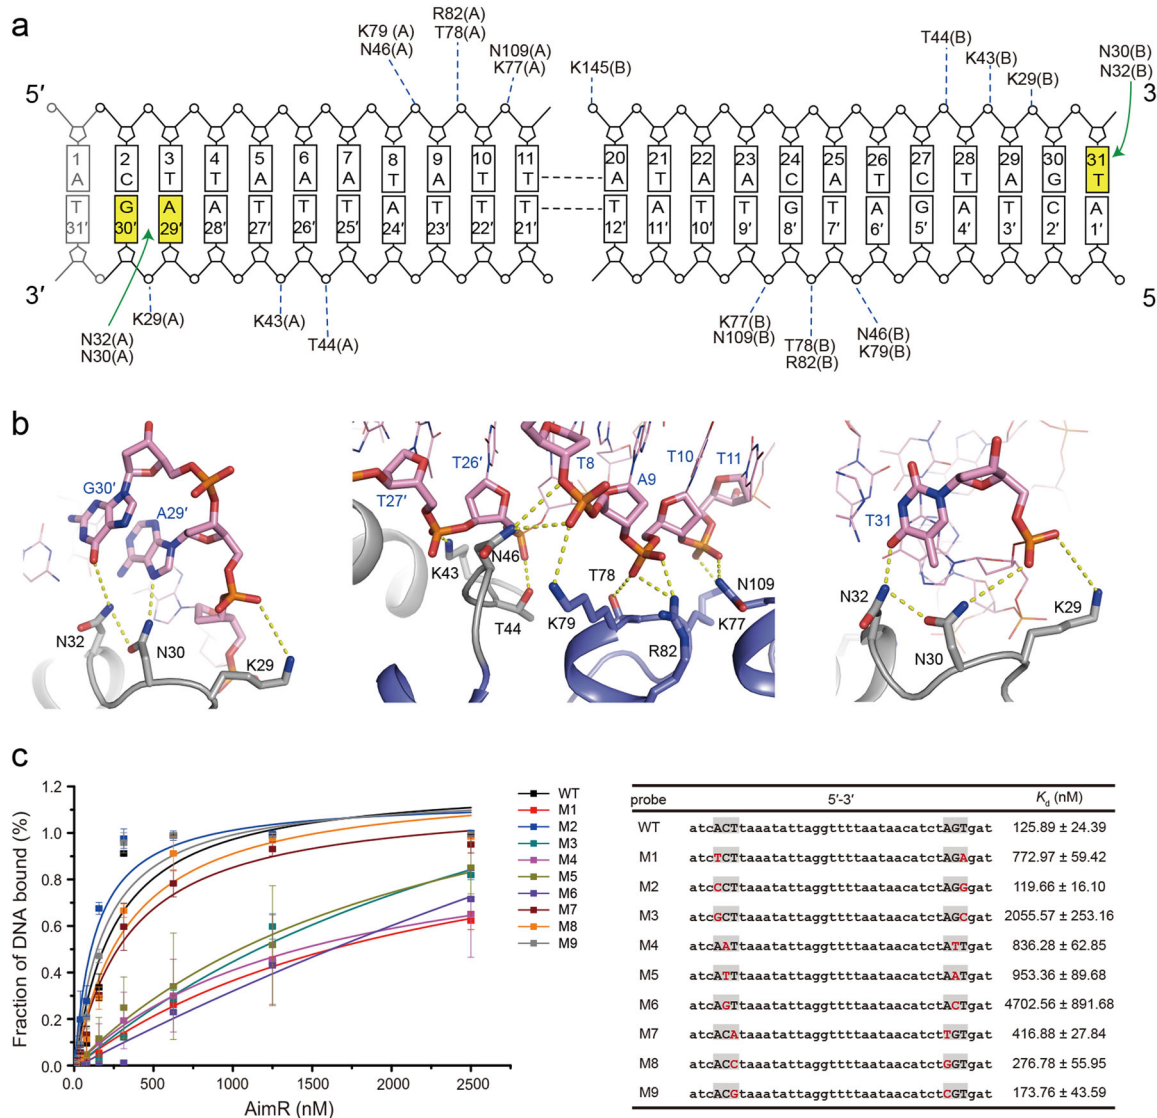 a
K79 (A)
N46(A)
R82(A)
T78(A)
N109(A)
K77(A)
K145(B)
T44(B)
K43(B)
K29(B)
N30(B)
N32(B)
5′
3
1 2 3 4 5 6 7 8 9 10 11 20 21 22 23 24 25 26 27 28 29 30 31
A C T T A A A T A T T A T A A C A T C T A G T
T G A A T T T A T T T T A T T G T A G A T C A
31′ 30′ 29′ 28′ 27′ 26′ 25′ 24′ 23′ 22′ 21′ 12′ 11′ 10′ 9′ 8′ 7′ 6′ 5′ 4′ 3′ 2′ 1′
3′
5
N32(A)
N30(A)
K29(A)
K43(A)
T44(A)
K77(B)
N109(B)
T78(B)
R82(B)
N46(B)
K79(B)
b
G30′
A29′
N32
N30
K29
T27′
T26′
T8
A9
T10
T11
K43
N46
T44
K79
T78
R82
K77
N109
T31
N32
N30
K29
c
Fraction of DNA bound (%)
1.2
1.0
0.8
0.6
0.4
0.2
0.0
0 500 1000 1500 2000 2500
AimR (nM)
WT
M1
M2
M3
M4
M5
M6
M7
M8
M9
probe 5′-3′ Kd (nM)
WT atcACTtaaatattaggttttaataacatctAGTgat 125.89 ± 24.39
M1 atcTCTtaaatattaggttttaataacatctAGAgat 772.97 ± 59.42
M2 atcCCTtaaatattaggttttaataacatctAGGgat 119.66 ± 16.10
M3 atcGCTtaaatattaggttttaataacatctAGCgat 2055.57 ± 253.16
M4 atcAATtaaatattaggttttaataacatctATTgat 836.28 ± 62.85
M5 atcATTtaaatattaggttttaataacatctAATgat 953.36 ± 89.68
M6 atcAGTtaaatattaggttttaataacatctACTgat 4702.56 ± 891.68
M7 atcACAtaaatattaggttttaataacatctTGTgat 416.88 ± 27.84
M8 atcACCtaaatattaggttttaataacatctGGTgat 276.78 ± 55.95
M9 atcACGtaaatattaggttttaataacatctCGTgat 173.76 ± 43.59